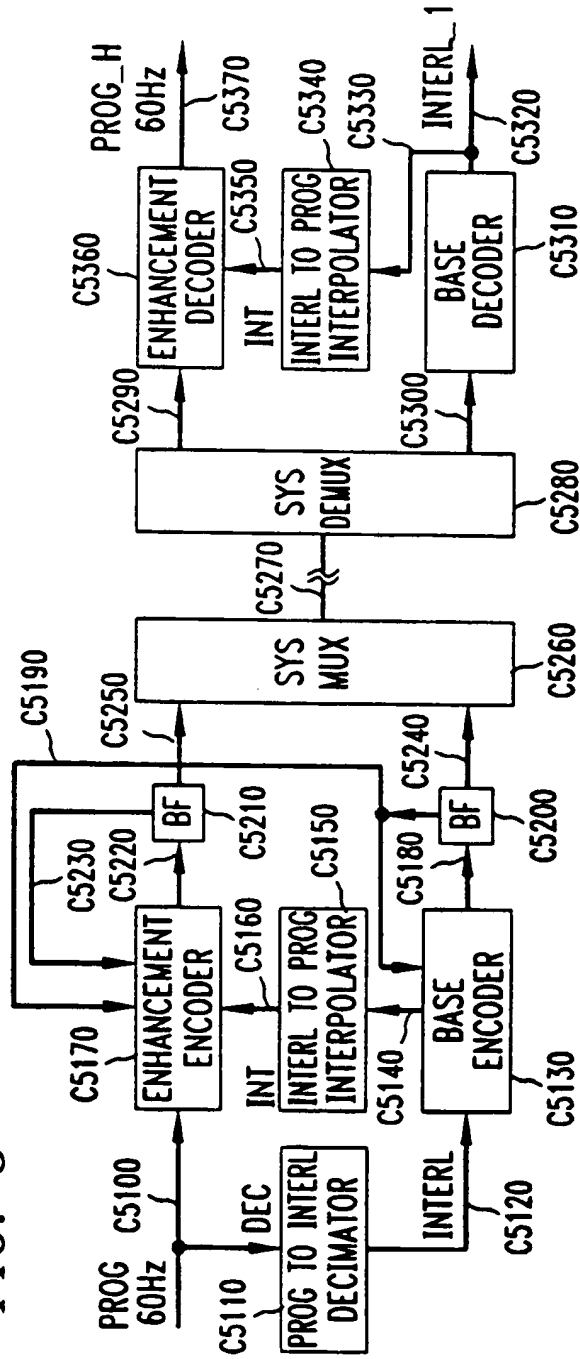 PROG
60Hz
C5100
DEC
C5110
PROG TO INTERL
DECIMATOR
INTERL
C5120
C5170
ENHANCEMENT
ENCODER
INT
C5160
INTERL TO PROG
INTERPOLATOR
C5150
C5140
BASE
ENCODER
C5130
C5230
C5220
BF
C5210
C5190
C5250
C5180
BF
C5200
C5240
SYS
MUX
C5260
C5270
SYS
DEMUX
C5280
C5290
C5300
C5360
ENHANCEMENT
DECODER
INT
C5350
INTERL TO PROG
INTERPOLATOR
C5340
C5330
BASE
DECODER
C5310
PROG_H
60Hz
C5370
INTERL_1
C5320